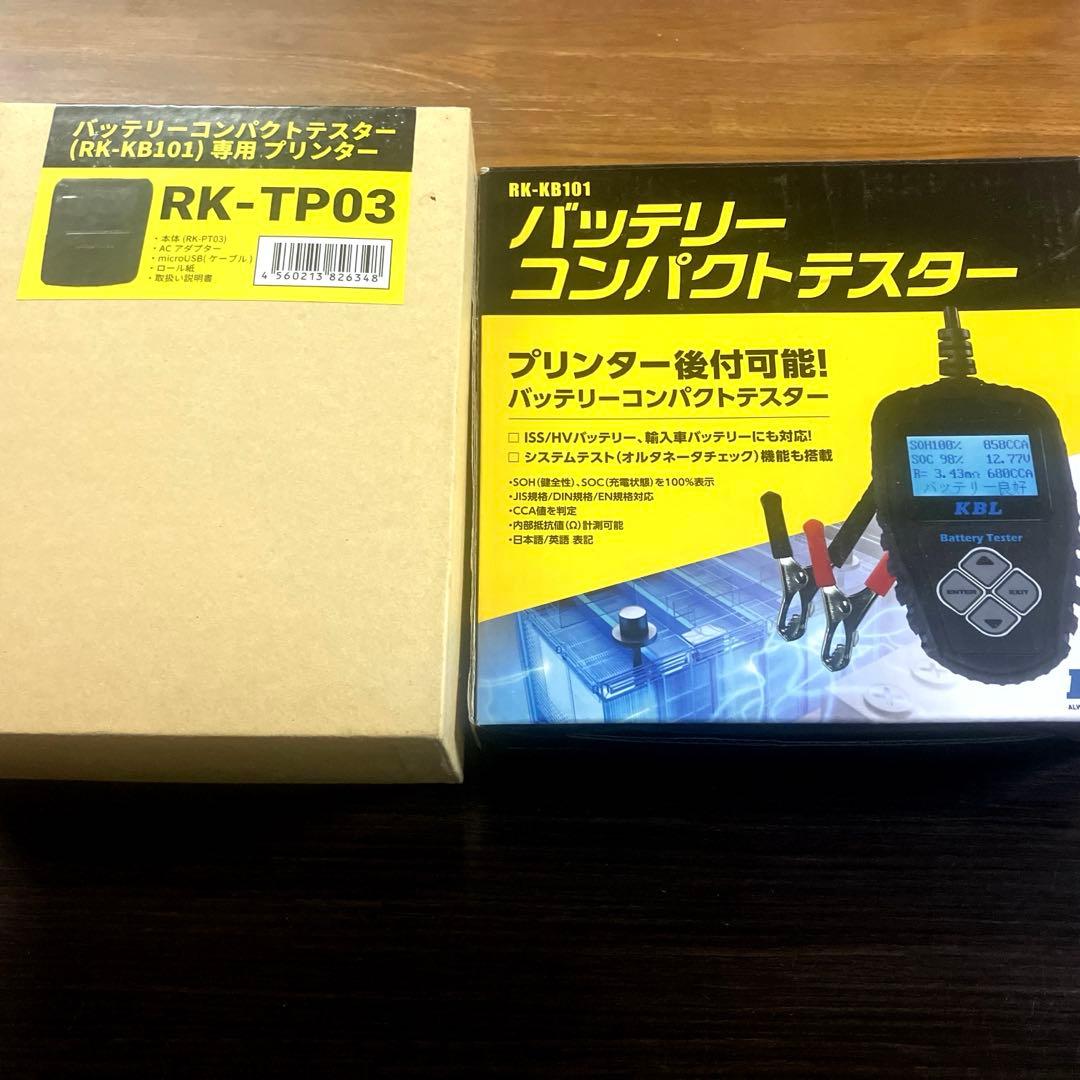 バッテリーコンパクトテスター
(RK-KB101) 専用 プリンター
RK-TP03
・本体 (RK-PT03)
・AC アダプター
・microUSB( ケーブル )
・ロール紙
・取扱い説明書
4 560213 826348
RK-KB101
バッテリー
コンパクトテスター
プリンター後付可能!
バッテリーコンパクトテスター
□ ISS/HVバッテリー、輸入車バッテリーにも対応!
□ システムテスト(オルタネータチェック)機能も搭載
・SOH(健全性)、SOC(充電状態)を100%表示
・JIS規格/DIN規格/EN規格対応
・CCA値を判定
・内部抵抗値(Ω)計測可能
・日本語/英語 表記
SOH100% 858CCA
SOC 98% 12.77V
R= 3.43mΩ 680CCA
バッテリー良好
KBL
Battery Tester
ENTER EXIT